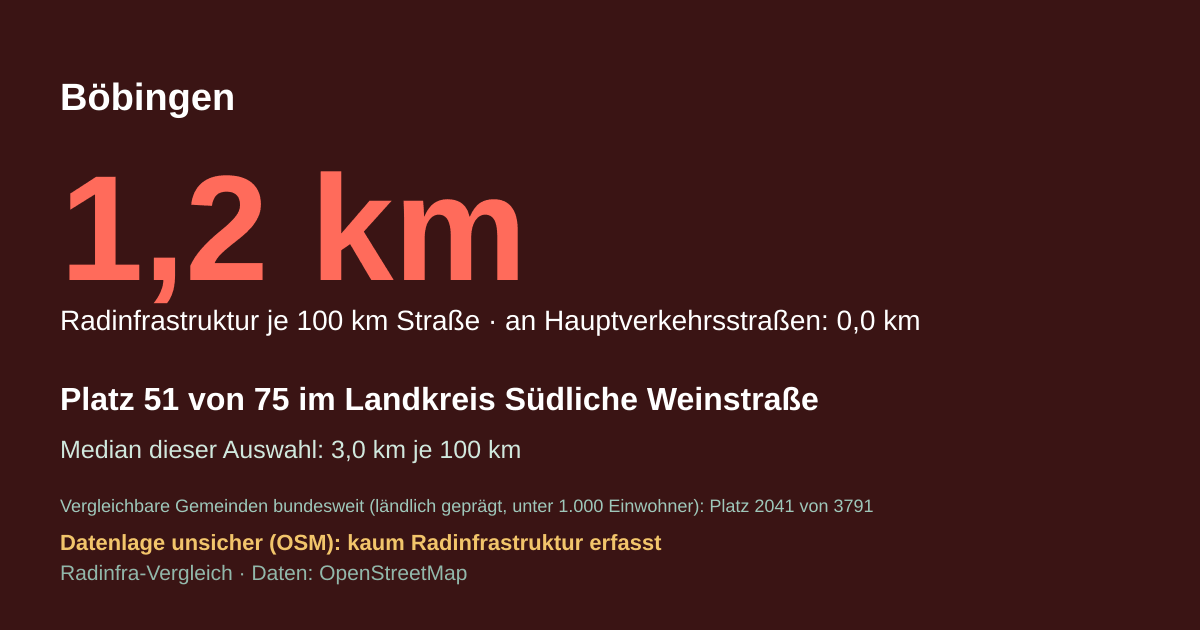 Böbingen
1,2 km
Radinfrastruktur je 100 km Straße · an Hauptverkehrsstraßen: 0,0 km
Platz 51 von 75 im Landkreis Südliche Weinstraße
Median dieser Auswahl: 3,0 km je 100 km
Vergleichbare Gemeinden bundesweit (ländlich geprägt, unter 1.000 Einwohner): Platz 2041 von 3791
Datenlage unsicher (OSM): kaum Radinfrastruktur erfasst
Radinfra-Vergleich · Daten: OpenStreetMap